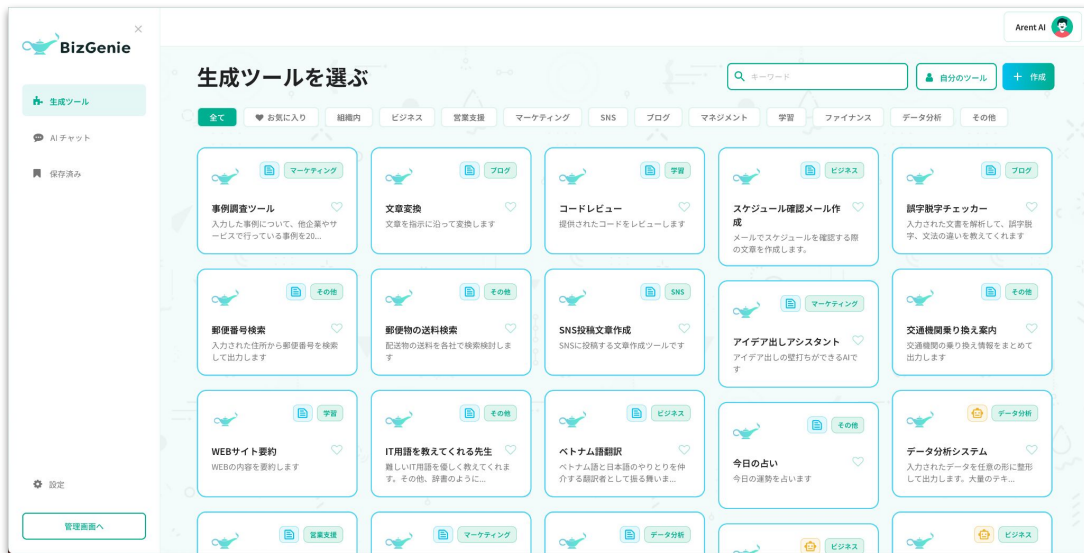 BizGenie
×
Arent AI
生成ツール
AI チャット
保存済み
設定
管理画面へ
生成ツールを選ぶ
キーワード
自分のツール
+ 作成
全て
お気に入り
組織内
ビジネス
営業支援
マーケティング
SNS
ブログ
マネジメント
学習
ファイナンス
データ分析
その他
マーケティング
事例調査ツール
入力した事例について、他企業やサ
ービスで行っている事例を20...
ブログ
文章変換
文章を指示に沿って変換します
学習
コードレビュー
提供されたコードをレビューします
ビジネス
スケジュール確認メール作
成
メールでスケジュールを確認する際
の文章を作成します。
ブログ
誤字脱字チェッカー
入力された文書を解析して、誤字脱
字、文法の違いを教えてくれます
その他
郵便番号検索
入力された住所から郵便番号を検索
して出力します
その他
郵便物の送料検索
配送物の送料を各社で検索検討しま
す
SNS
SNS投稿文章作成
SNSに投稿する文章作成ツールです
マーケティング
アイデア出しアシスタント
アイデア出しの壁打ちができるAIで
す
その他
交通機関乗り換え案内
交通機関の乗り換え情報をまとめて
出力します
学習
WEBサイト要約
WEBの内容を要約します
その他
IT用語を教えてくれる先生
難しいIT用語を優しく教えてくれま
す。その他、辞書のように...
ビジネス
ベトナム語翻訳
ベトナム語と日本語のやりとりを仲
介する翻訳者として振る舞いま...
その他
今日の占い
今日の運勢を占います
データ分析
データ分析システム
入力されたデータを任意の形に整形
して出力します。大量のテキ...
営業支援
マーケティング
データ分析
ビジネス
ビジネス